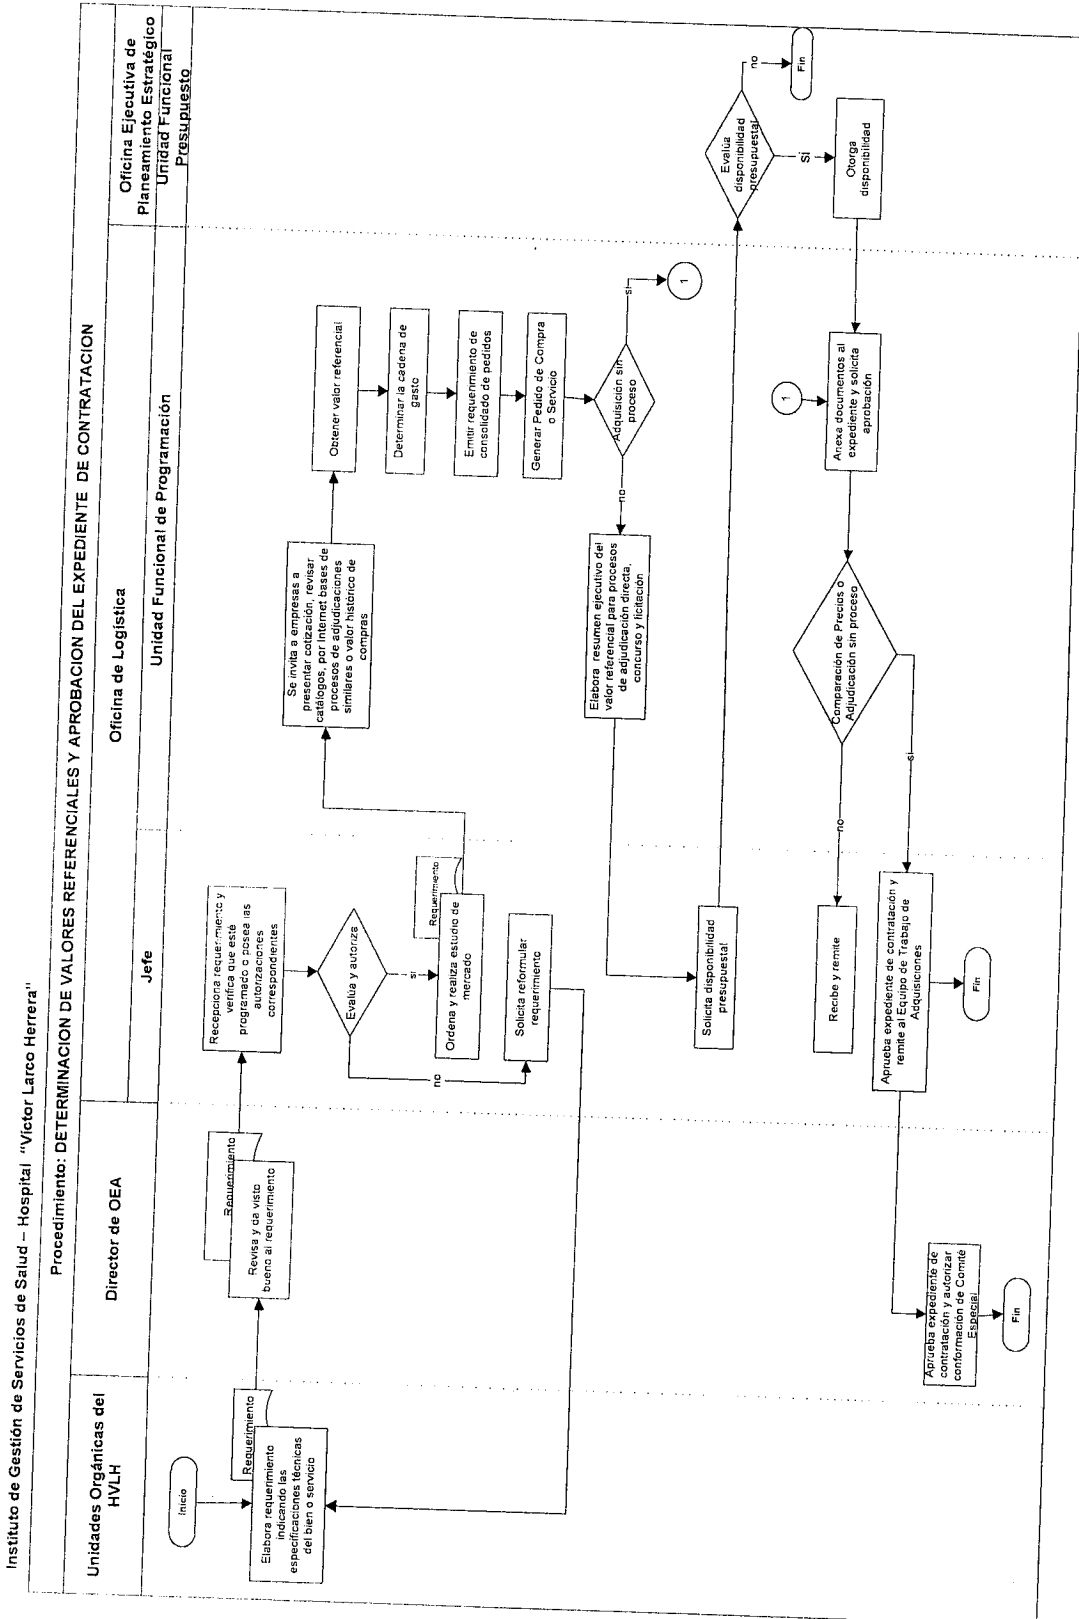 Instituto de Gestión de Servicios de Salud – Hospital "Víctor Larco Herrera"
Procedimiento: DETERMINACION DE VALORES REFERENCIALES Y APROBACION DEL EXPEDIENTE DE CONTRATACION
Unidades Orgánicas del
HVLH
Director de OEA
Oficina de Logística
Jefe
Unidad Funcional de Programación
Oficina Ejecutiva de
Planeamiento Estratégico
Unidad Funcional
Presupuesto
Inicio
Requerimiento
Elabora requerimiento
indicando las
especificaciones técnicas
del bien o servicio
Requerimiento
Revisa y da visto
bueno al requerimiento
Recepciona requerimiento y
verifica que esté
programado o posea las
autorizaciones
correspondientes
Evalúa y autoriza
si
no
Requerimiento
Ordena y realiza estudio de
mercado
Solicita reformular
requerimiento
Se invita a empresas a
presentar cotización, revisar
catálogos, por Internet bases de
procesos de adjudicaciones
similares o valor histórico de
compras
Obtener valor referencial
Determinar la cadena de
gasto
Emitir requerimiento de
consolidado de pedidos
Generar Pedido de Compra
o Servicio
Adquisición sin
proceso
si
1
no
Elabora resumen ejecutivo del
valor referencial para procesos
de adjudicación directa,
concurso y licitación
Solicita disponibilidad
presupuestal
Evalúa
disponibilidad
presupuestal
no
Fin
Si
Otorga
disponibilidad
1
Anexa documentos al
expediente y solicita
aprobación
Comparación de Precios o
Adjudicación sin proceso
no
si
Recibe y remite
Aprueba expediente de contratación y
remite al Equipo de Trabajo de
Adquisiciones
Fin
Aprueba expediente de
contratación y autorizar
conformación de Comité
Especial
Fin